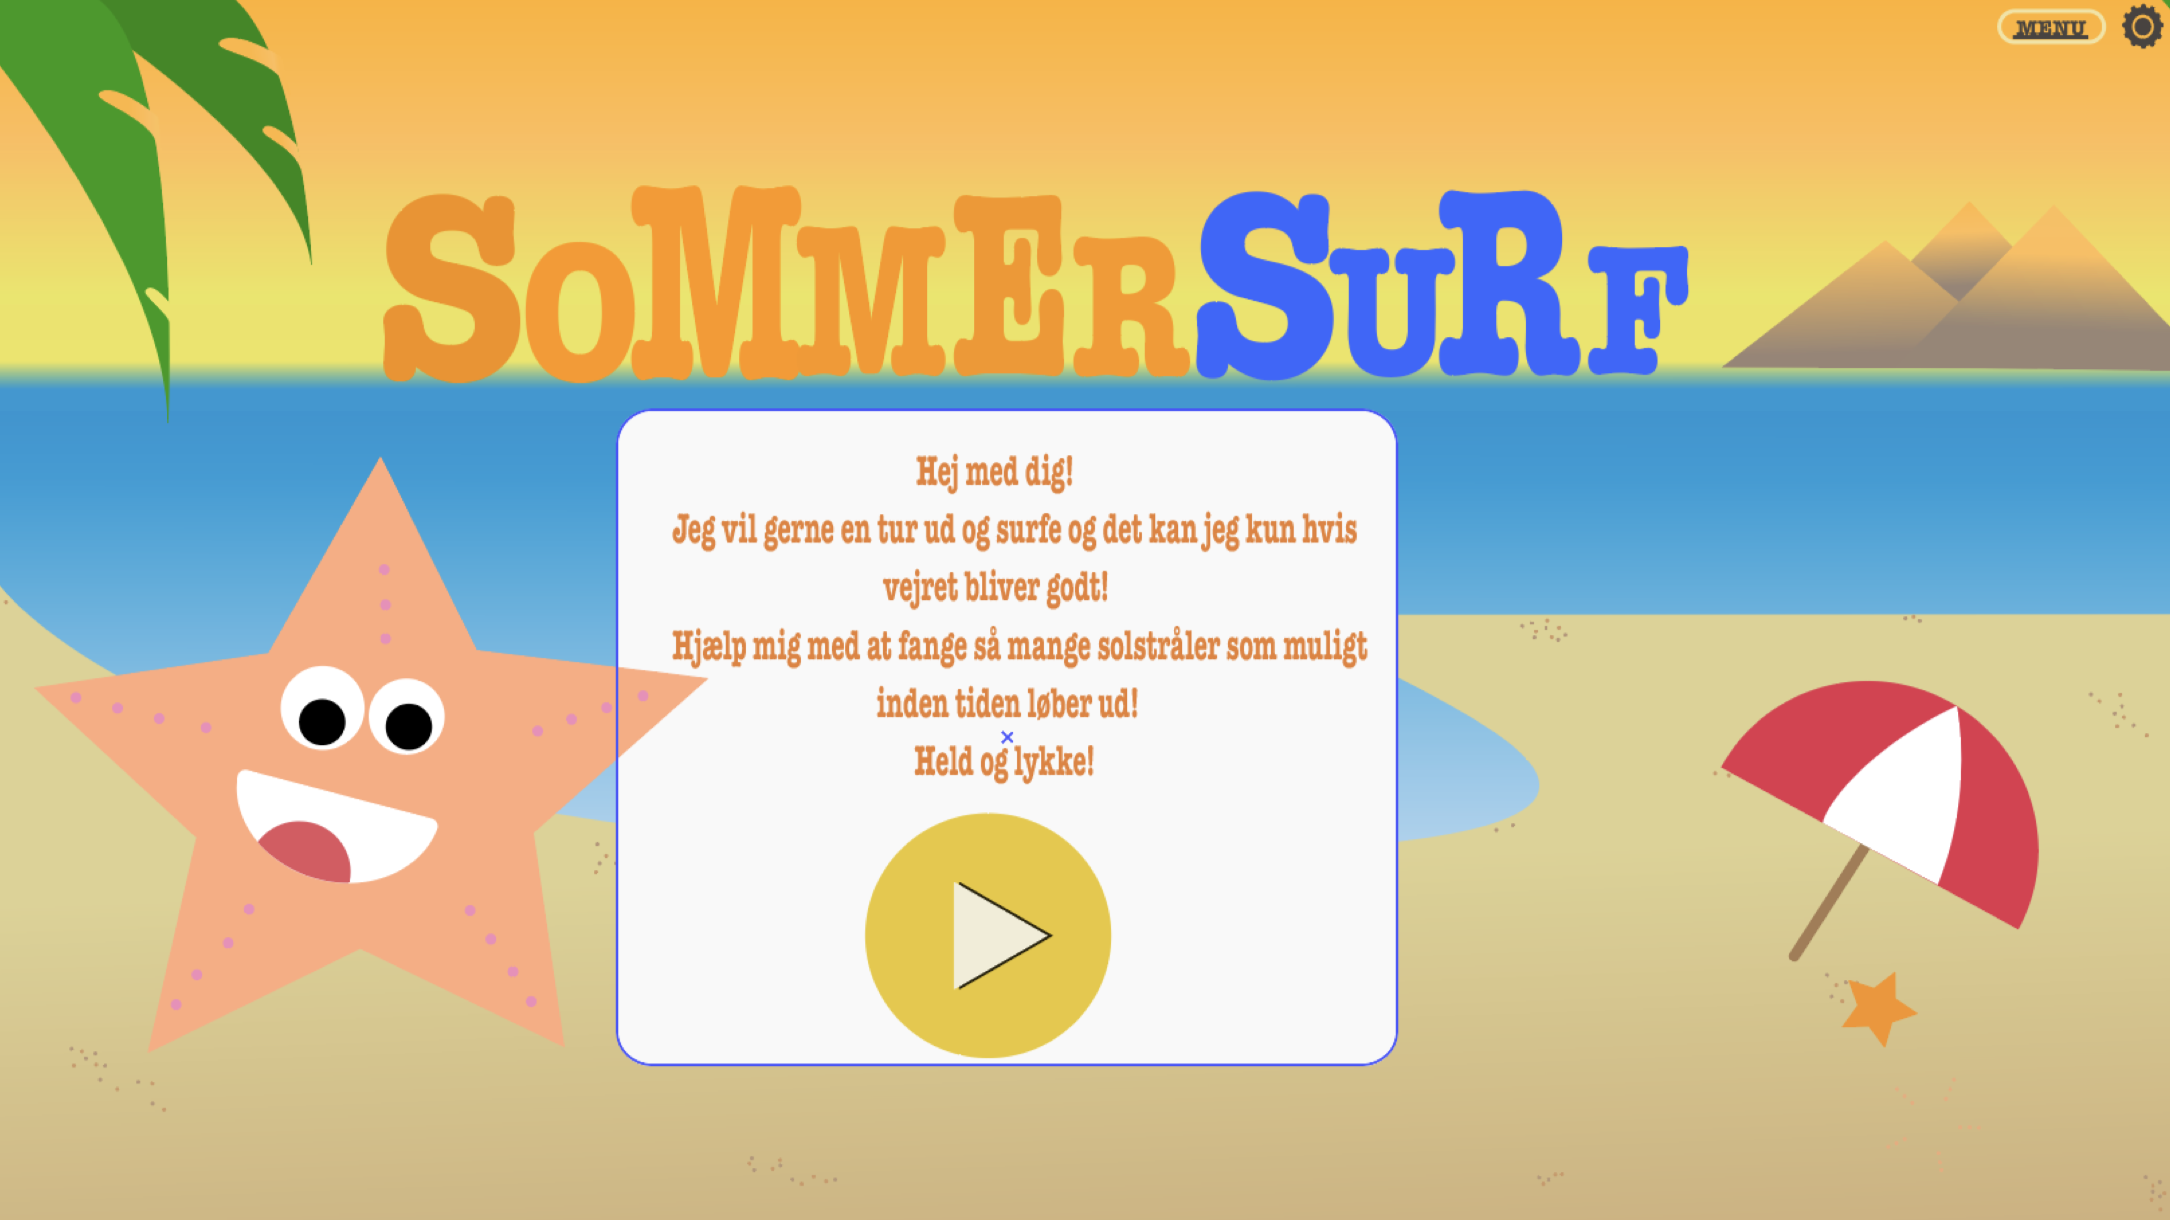 MENU
SoMMERSuRF
Hej med dig!
Jeg vil gerne en tur ud og surfe og det kan jeg kun hvis
vejret bliver godt!
Hjælp mig med at fange så mange solstråler som muligt
inden tiden løber ud!
Held og lykke!